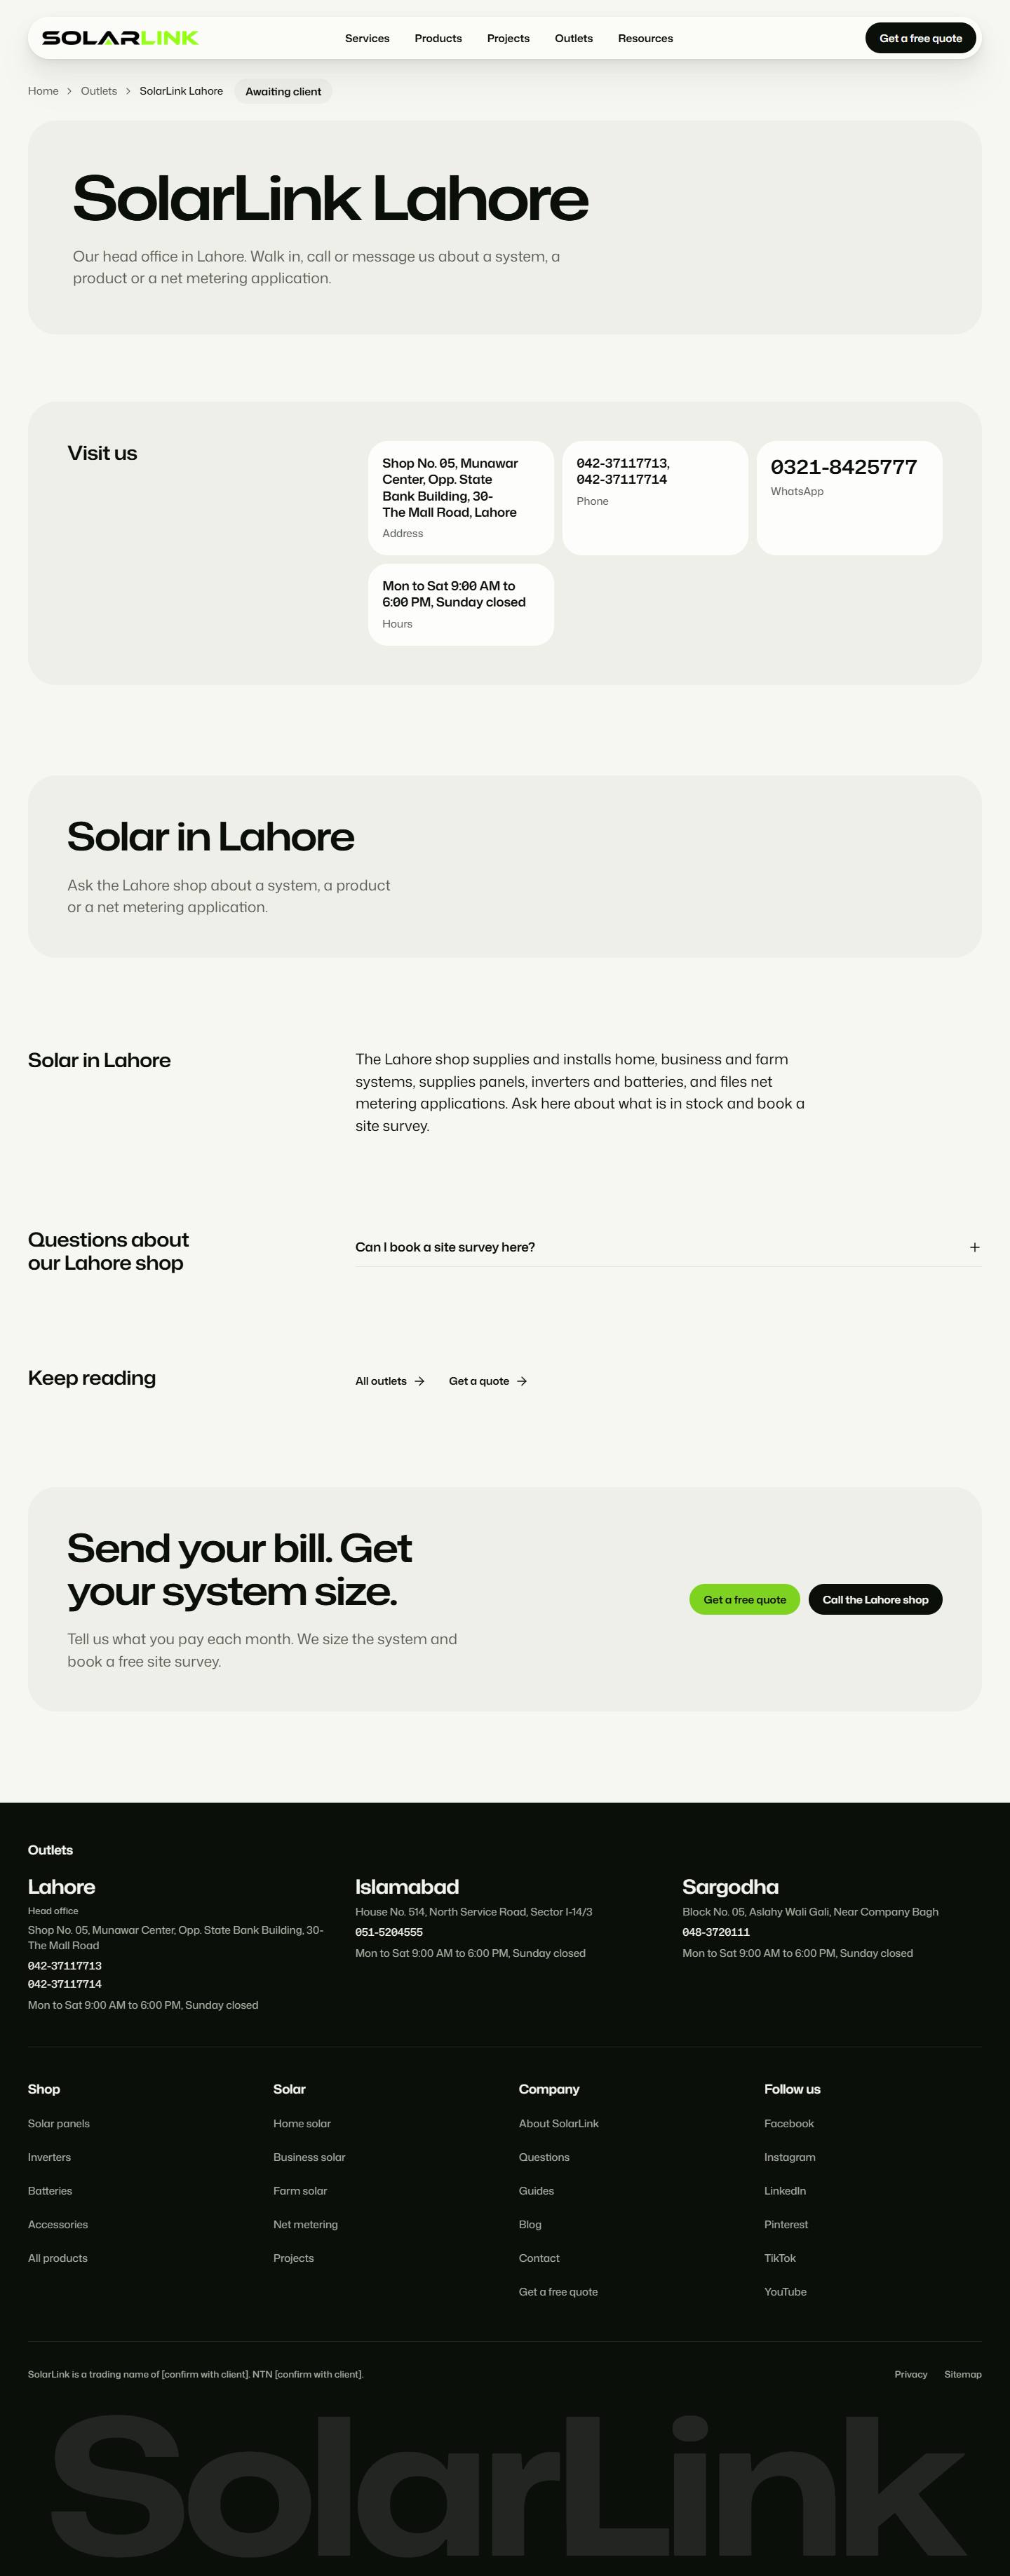 SOLARLINK
Services
Products
Projects
Outlets
Resources
Get a free quote
Home > Outlets > SolarLink Lahore
Awaiting client
SolarLink Lahore
Our head office in Lahore. Walk in, call or message us about a system, a
product or a net metering application.
Visit us
Shop No. 05, Munawar
Center, Opp. State
Bank Building, 30-
The Mall Road, Lahore
Address
042-37117713,
042-37117714
Phone
0321-8425777
WhatsApp
Mon to Sat 9:00 AM to
6:00 PM, Sunday closed
Hours
Solar in Lahore
Ask the Lahore shop about a system, a product
or a net metering application.
Solar in Lahore
The Lahore shop supplies and installs home, business and farm
systems, supplies panels, inverters and batteries, and files net
metering applications. Ask here about what is in stock and book a
site survey.
Questions about
our Lahore shop
Can I book a site survey here?
Keep reading
All outlets
Get a quote
Send your bill. Get
your system size.
Tell us what you pay each month. We size the system and
book a free site survey.
Get a free quote
Call the Lahore shop
Outlets
Lahore
Head office
Shop No. 05, Munawar Center, Opp. State Bank Building, 30-
The Mall Road
042-37117713
042-37117714
Mon to Sat 9:00 AM to 6:00 PM, Sunday closed
Islamabad
House No. 514, North Service Road, Sector I-14/3
051-5204555
Mon to Sat 9:00 AM to 6:00 PM, Sunday closed
Sargodha
Block No. 05, Aslahy Wali Gali, Near Company Bagh
048-3720111
Mon to Sat 9:00 AM to 6:00 PM, Sunday closed
Shop
Solar panels
Inverters
Batteries
Accessories
All products
Solar
Home solar
Business solar
Farm solar
Net metering
Projects
Company
About SolarLink
Questions
Guides
Blog
Contact
Get a free quote
Follow us
Facebook
Instagram
LinkedIn
Pinterest
TikTok
YouTube
SolarLink is a trading name of [confirm with client]. NTN [confirm with client].
Privacy
Sitemap
SolarLink